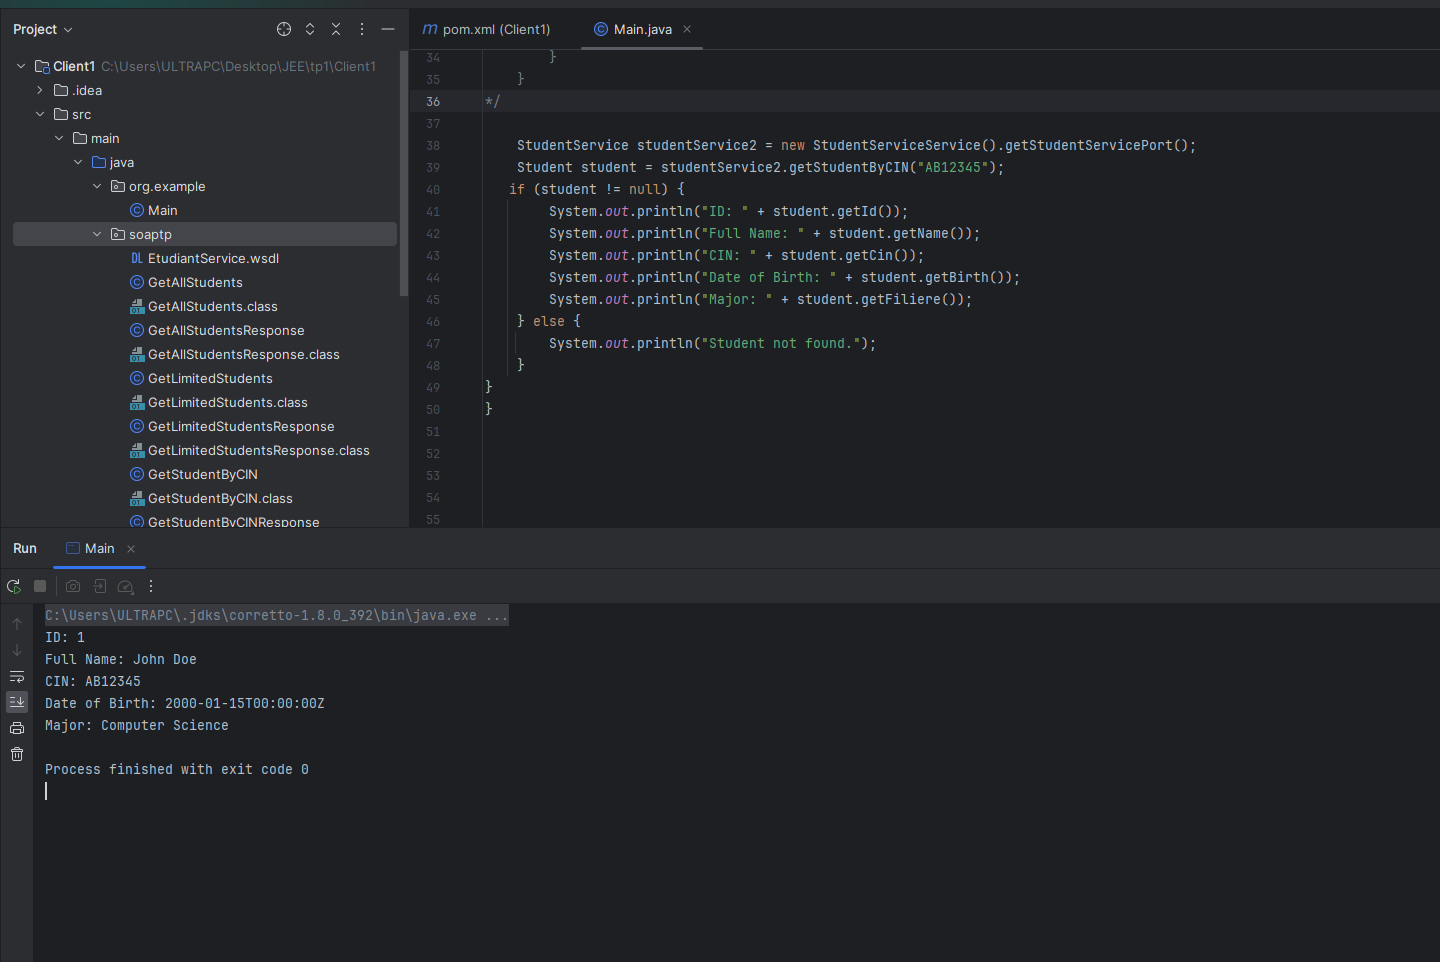 Project
Client1 C:\Users\ULTRAPC\Desktop\JEE\tp1\Client1
.idea
src
main
java
org.example
Main
soaptp
EtudiantService.wsdl
GetAllStudents
GetAllStudents.class
GetAllStudentsResponse
GetAllStudentsResponse.class
GetLimitedStudents
GetLimitedStudents.class
GetLimitedStudentsResponse
GetLimitedStudentsResponse.class
GetStudentByCIN
GetStudentByCIN.class
GetStudentByCINResponse
pom.xml (Client1)
Main.java
34 }
35 }
36 */
37
38 StudentService studentService2 = new StudentServiceService().getStudentServicePort();
39 Student student = studentService2.getStudentByCIN("AB12345");
40 if (student != null) {
41 System.out.println("ID: " + student.getId());
42 System.out.println("Full Name: " + student.getName());
43 System.out.println("CIN: " + student.getCin());
44 System.out.println("Date of Birth: " + student.getBirth());
45 System.out.println("Major: " + student.getFiliere());
46 } else {
47 System.out.println("Student not found.");
48 }
49 }
50 }
51
52
53
54
55
Run Main
C:\Users\ULTRAPC\.jdks\corretto-1.8.0_392\bin\java.exe ...
ID: 1
Full Name: John Doe
CIN: AB12345
Date of Birth: 2000-01-15T00:00:00Z
Major: Computer Science
Process finished with exit code 0